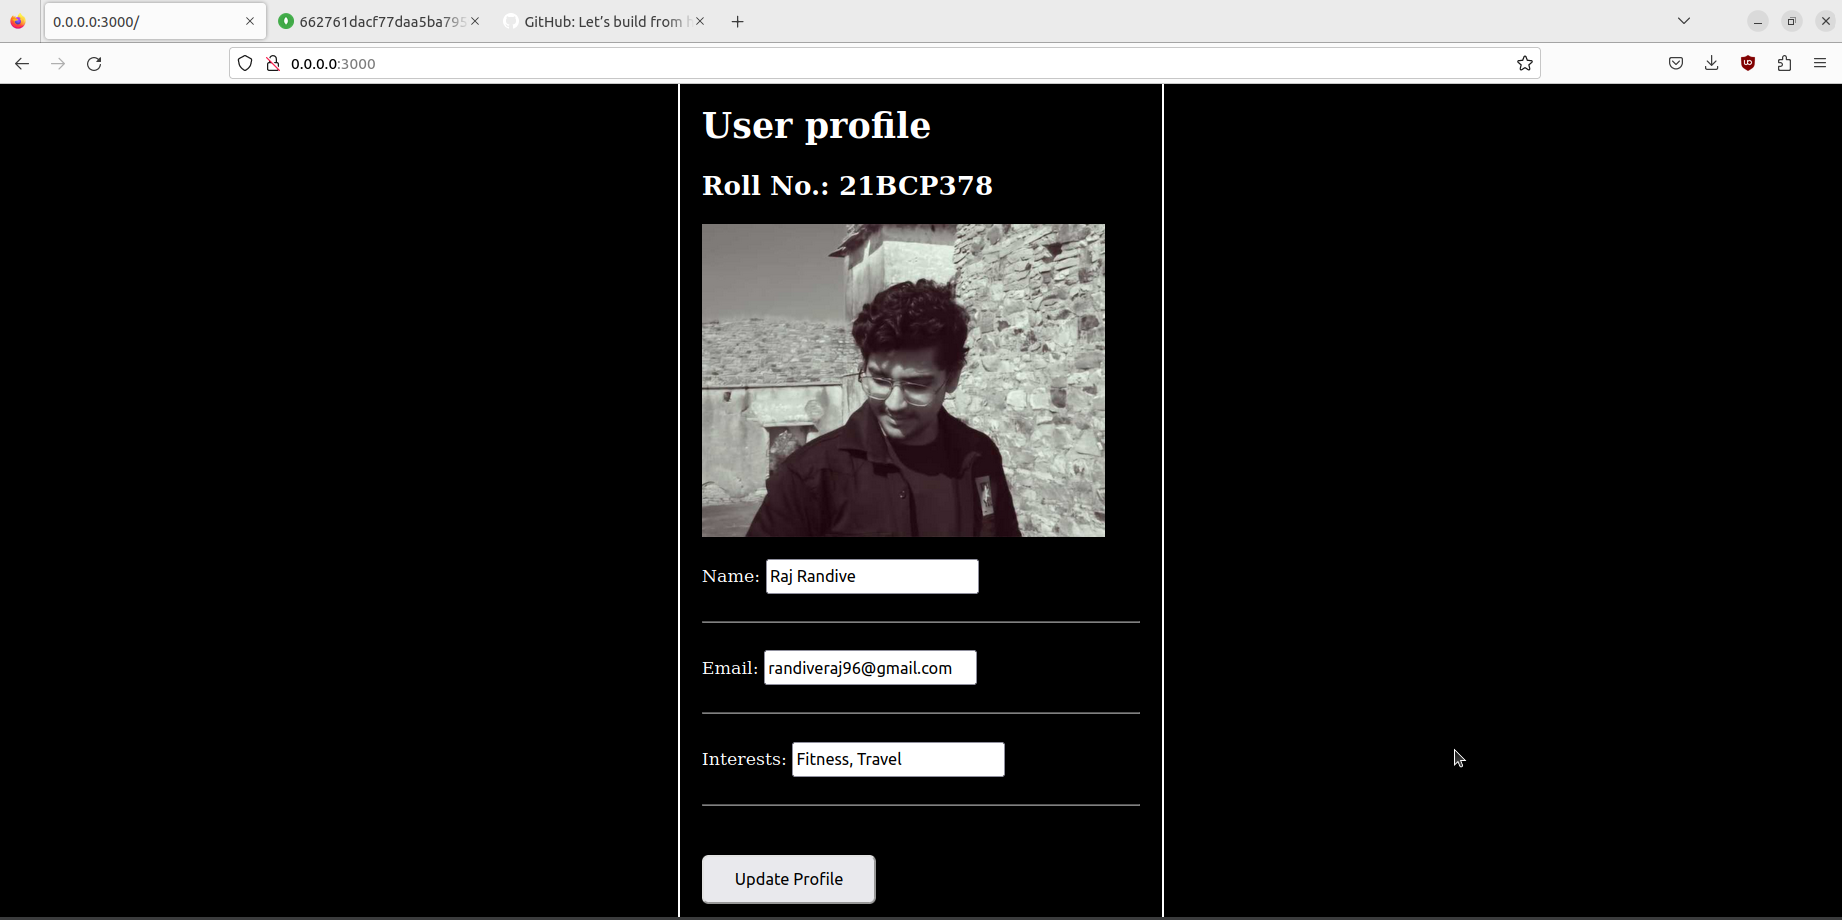 0.0.0.0:3000/
662761dacf77daa5ba795
GitHub: Let’s build from h
0.0.0.0:3000
User profile
Roll No.: 21BCP378
Name: Raj Randive
Email: randiveraj96@gmail.com
Interests: Fitness, Travel
Update Profile